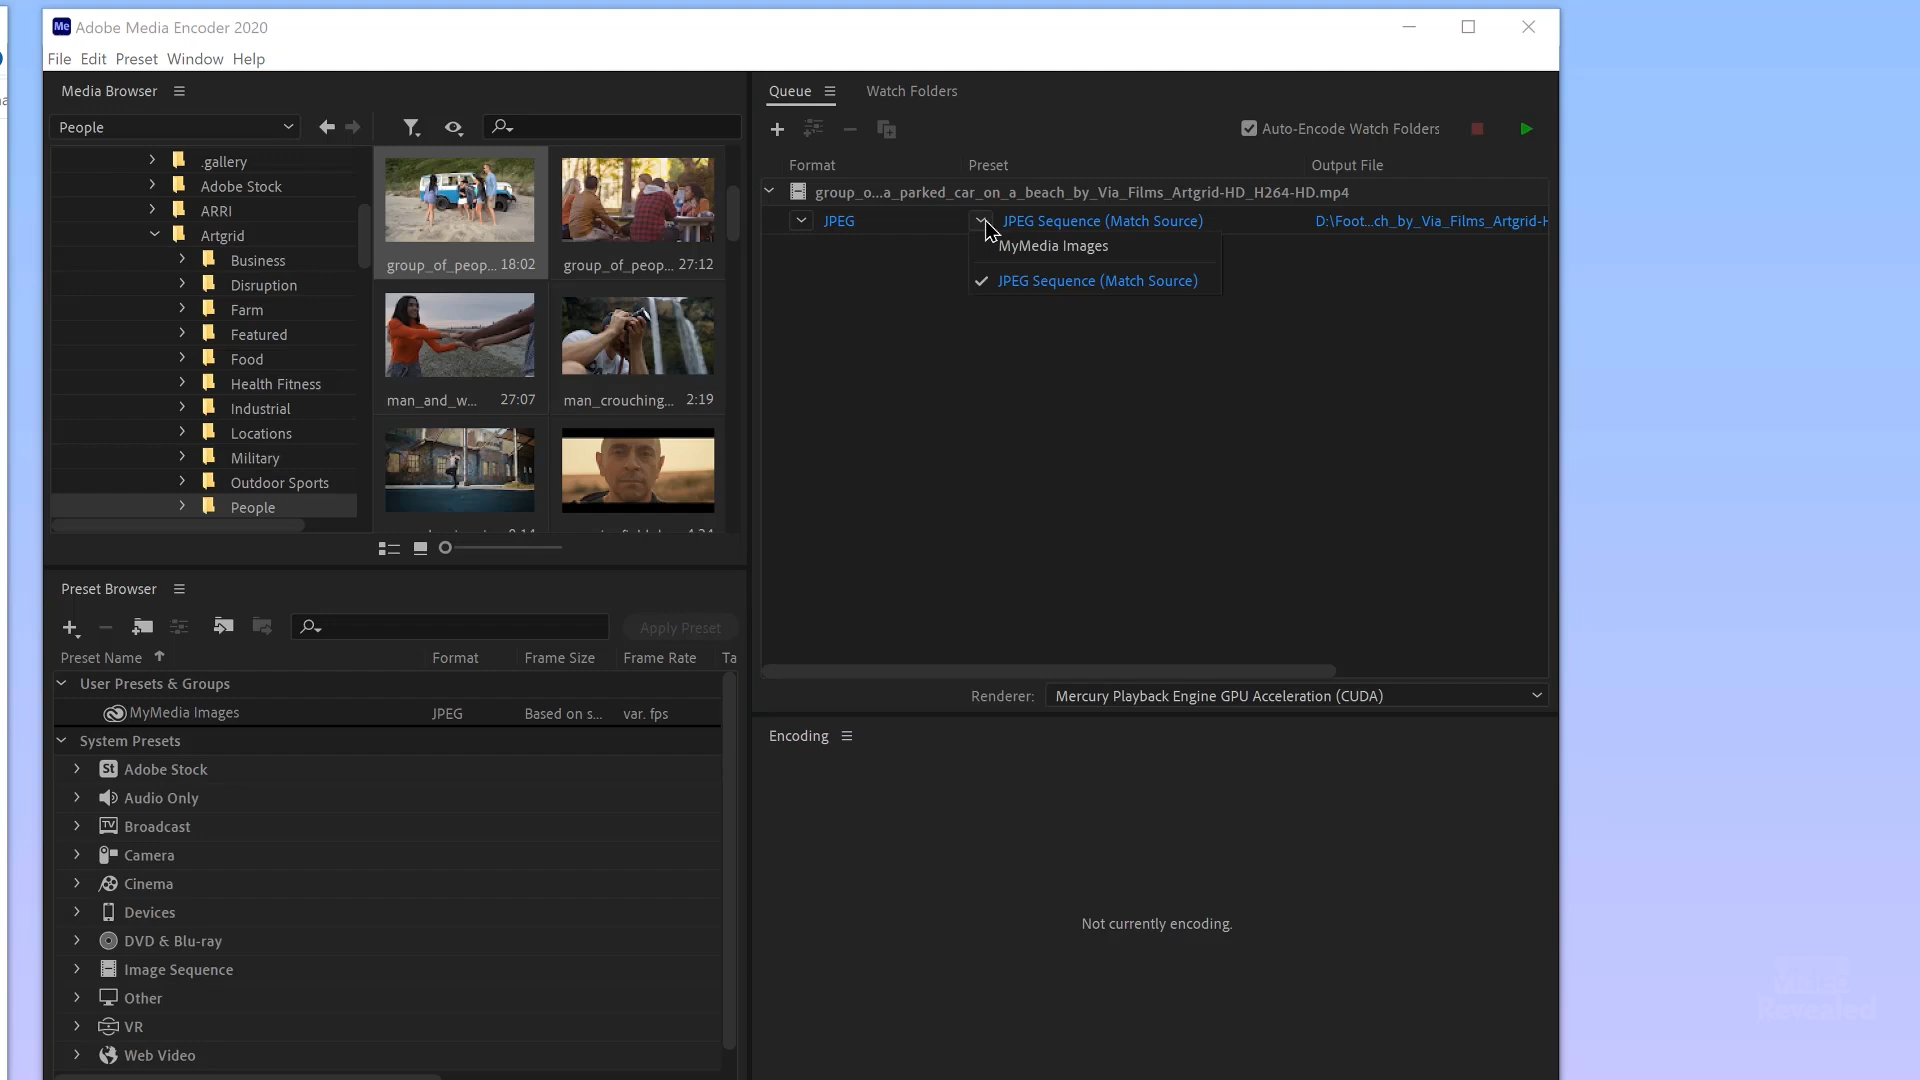 Me Adobe Media Encoder 2020
File Edit Preset Window Help
Media Browser
People
.gallery
Adobe Stock
ARRI
Artgrid
Business
Disruption
Farm
Featured
Food
Health Fitness
Industrial
Locations
Military
Outdoor Sports
People
group_of_peop... 18:02
group_of_peop... 27:12
man_and_w... 27:07
man_crouching... 2:19
Queue
Watch Folders
Auto-Encode Watch Folders
Format Preset Output File
group_o...a_parked_car_on_a_beach_by_Via_Films_Artgrid-HD_H264-HD.mp4
JPEG JPEG Sequence (Match Source) D:\Foot...ch_by_Via_Films_Artgrid-H
MyMedia Images
JPEG Sequence (Match Source)
Renderer: Mercury Playback Engine GPU Acceleration (CUDA)
Preset Browser
Apply Preset
Preset Name Format Frame Size Frame Rate Ta
User Presets & Groups
MyMedia Images JPEG Based on s... var. fps
System Presets
St Adobe Stock
Audio Only
TV Broadcast
Camera
Cinema
Devices
DVD & Blu-ray
Image Sequence
Other
VR
Web Video
Encoding
Not currently encoding.
Video
Revealed